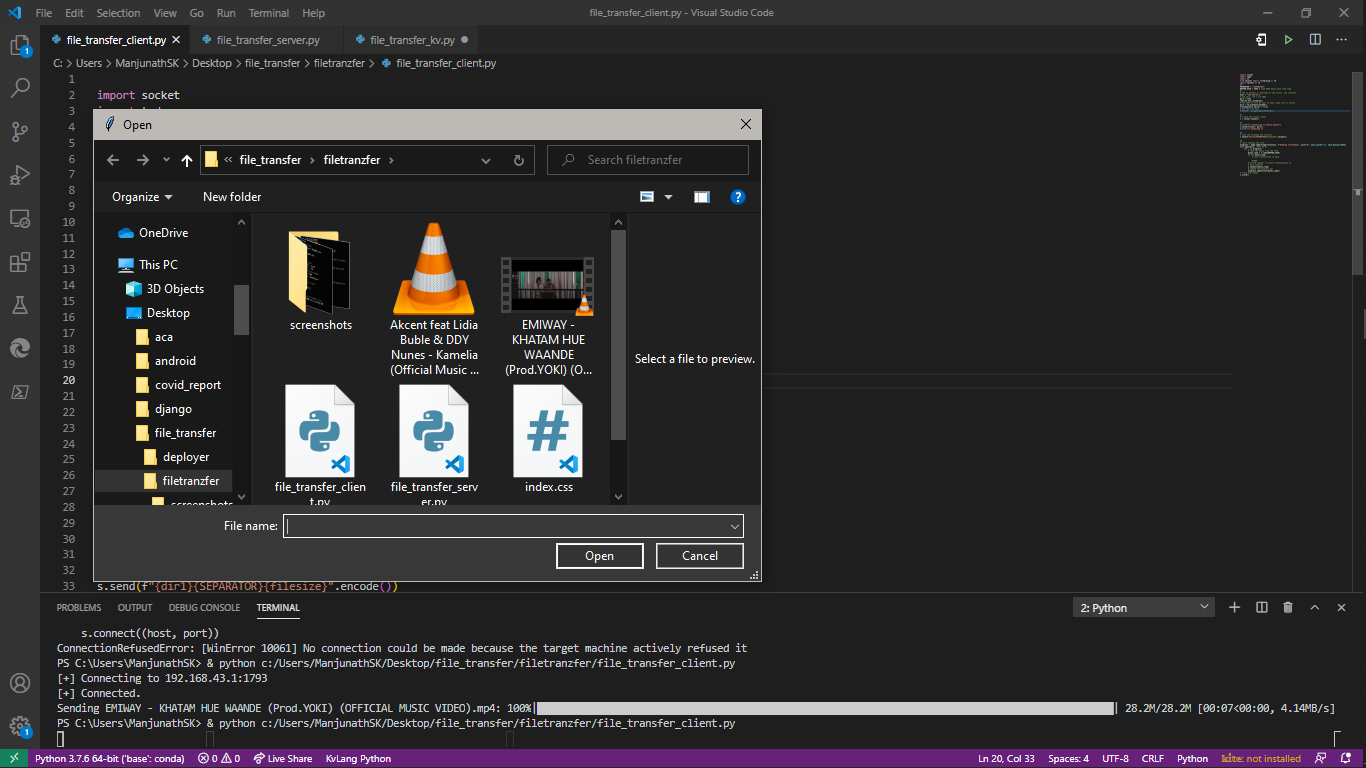 File Edit Selection View Go Run Terminal Help
file_transfer_client.py - Visual Studio Code
file_transfer_client.py
file_transfer_server.py
file_transfer_kv.py
C: > Users > ManjunathSK > Desktop > file_transfer > filetranzfer > file_transfer_client.py
1
2 import socket
3
4
5
6
7
8
9
10
11
12
13
14
15
16
17
18
19
20
21
22
23
24
25
26
27
28
29
30
31
32
33 s.send(f"{dir1}{SEPARATOR}{filesize}".encode())
Open
« file_transfer > filetranzfer >
Search filetranzfer
Organize
New folder
OneDrive
This PC
3D Objects
Desktop
aca
android
covid_report
django
file_transfer
deployer
filetranzfer
screenshots
screenshots
Akcent feat Lidia
Buble & DDY
Nunes - Kamelia
(Official Music ...
EMIWAY -
KHATAM HUE
WAANDE
(Prod.YOKI) (O...
file_transfer_clien
t.py
file_transfer_serv
er.py
index.css
Select a file to preview.
File name:
Open
Cancel
PROBLEMS OUTPUT DEBUG CONSOLE TERMINAL
2: Python
s.connect((host, port))
ConnectionRefusedError: [WinError 10061] No connection could be made because the target machine actively refused it
PS C:\Users\ManjunathSK> & python c:/Users/ManjunathSK/Desktop/file_transfer/filetranzfer/file_transfer_client.py
[+] Connecting to 192.168.43.1:1793
[+] Connected.
Sending EMIWAY - KHATAM HUE WAANDE (Prod.YOKI) (OFFICIAL MUSIC VIDEO).mp4: 100%| | 28.2M/28.2M [00:07<00:00, 4.14MB/s]
PS C:\Users\ManjunathSK> & python c:/Users/ManjunathSK/Desktop/file_transfer/filetranzfer/file_transfer_client.py
1
1
Python 3.7.6 64-bit ('base': conda) 0 0 Live Share KvLang Python
Ln 20, Col 33 Spaces: 4 UTF-8 CRLF Python kite: not installed